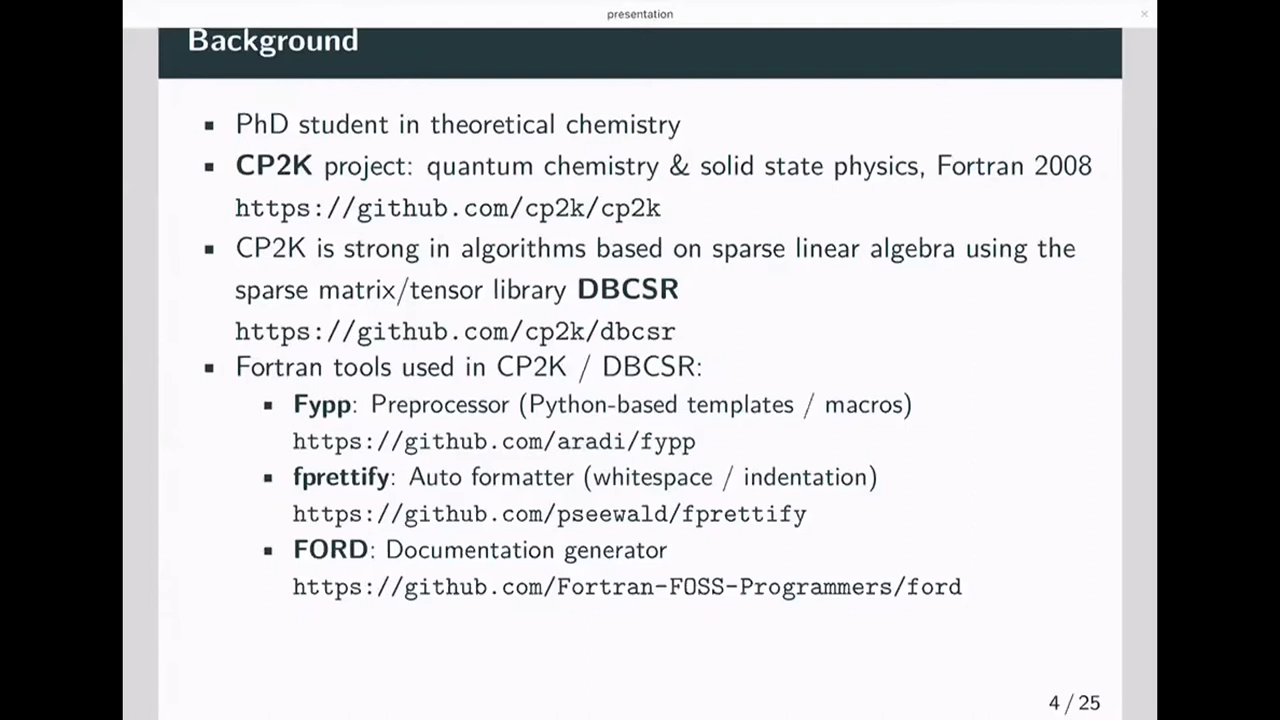 presentation
Background
▪ PhD student in theoretical chemistry
▪ CP2K project: quantum chemistry & solid state physics, Fortran 2008
https://github.com/cp2k/cp2k
▪ CP2K is strong in algorithms based on sparse linear algebra using the
sparse matrix/tensor library DBCSR
https://github.com/cp2k/dbcsr
▪ Fortran tools used in CP2K / DBCSR:
▪ Fypp: Preprocessor (Python-based templates / macros)
https://github.com/aradi/fypp
▪ fprettify: Auto formatter (whitespace / indentation)
https://github.com/pseewald/fprettify
▪ FORD: Documentation generator
https://github.com/Fortran-FOSS-Programmers/ford
4 / 25